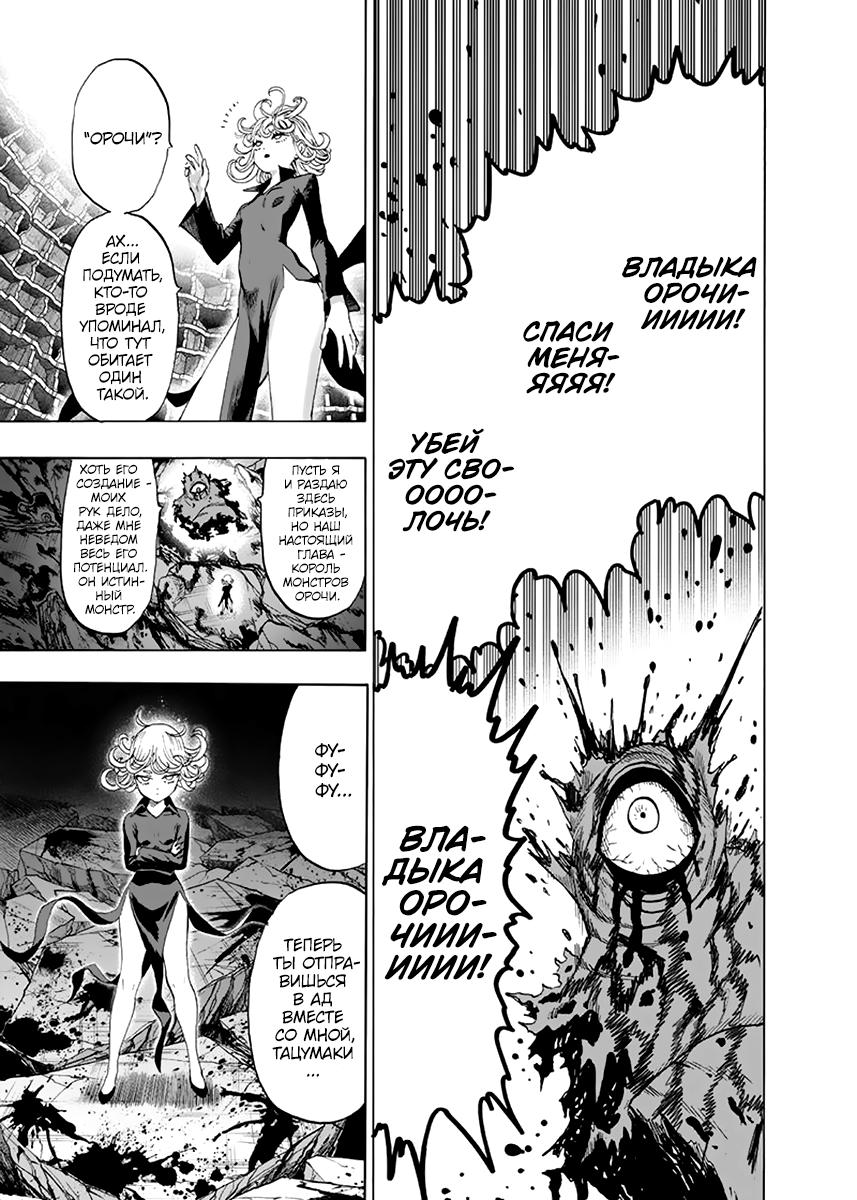 ВЛАДЫКА
ОРОЧИ-
ИИИИИ!
СПАСИ
МЕНЯ-
ЯЯЯЯ!
УБЕЙ
ЭТУ СВО-
ОООО-
ЛОЧЬ!
ВЛА-
ДЫКА
ОРО-
ЧИИИ-
ИИИИ!
"ОРОЧИ"?
АХ...
ЕСЛИ
ПОДУМАТЬ,
КТО-ТО
ВРОДЕ
УПОМИНАЛ,
ЧТО ТУТ
ОБИТАЕТ
ОДИН
ТАКОЙ.
ПУСТЬ Я
И РАЗДАЮ
ЗДЕСЬ
ПРИКАЗЫ,
НО НАШ
НАСТОЯЩИЙ
ГЛАВА -
КОРОЛЬ
МОНСТРОВ
ОРОЧИ.
ХОТЬ ЕГО
СОЗДАНИЕ -
МОИХ
РУК ДЕЛО,
ДАЖЕ МНЕ
НЕВЕДОМ
ВЕСЬ ЕГО
ПОТЕНЦИАЛ.
ОН ИСТИН-
НЫЙ
МОНСТР.
ФУ-
ФУ-
ФУ...
ТЕПЕРЬ
ТЫ ОТПРА-
ВИШЬСЯ
В АД
ВМЕСТЕ
СО МНОЙ,
ТАЦУМАКИ
...